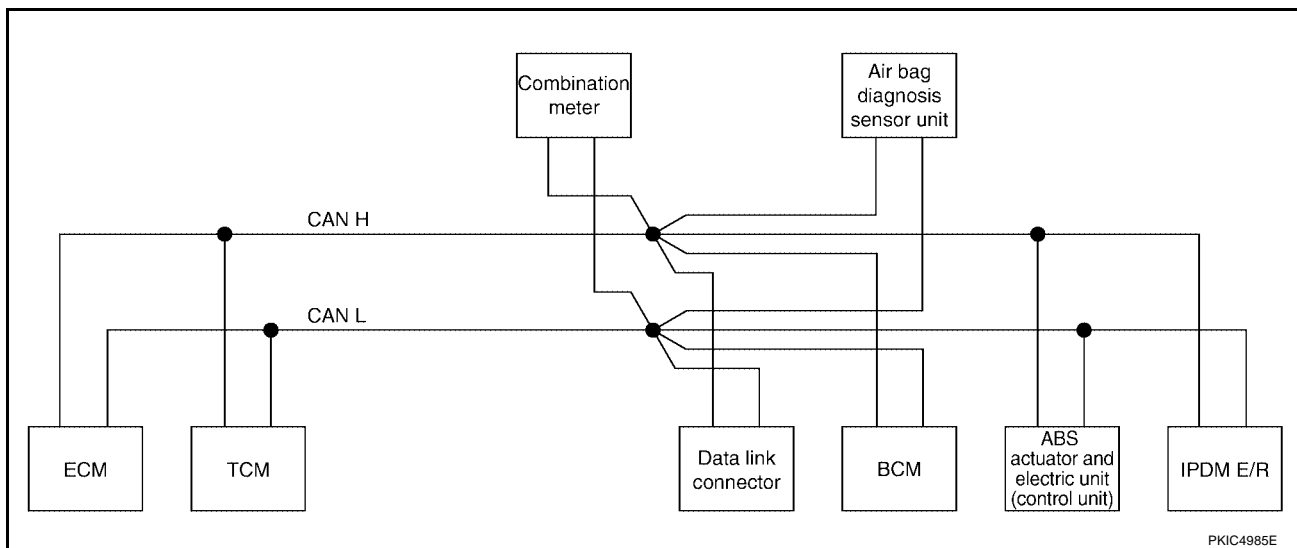 Combination
meter
Air bag
diagnosis
sensor unit
CAN H
CAN L
ECM
TCM
Data link
connector
BCM
ABS
actuator and
electric unit
(control unit)
IPDM E/R
PKIC4985E